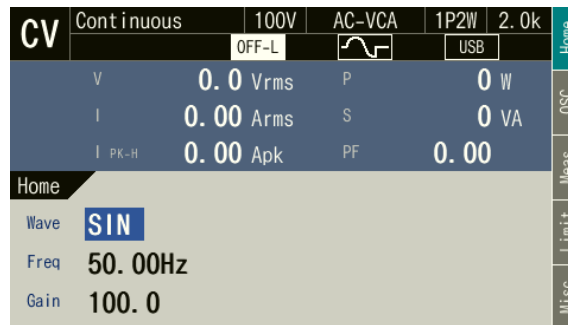 CV Continuous 100V AC-VCA 1P2W 2.0k
OFF-L USB
V 0.0 Vrms P 0 W
I 0.00 Arms S 0 VA
I PK-H 0.00 Apk PF 0.00
Home
Wave SIN
Freq 50.00Hz
Gain 100.0
Home
OSC
Meas
Limit
Misc